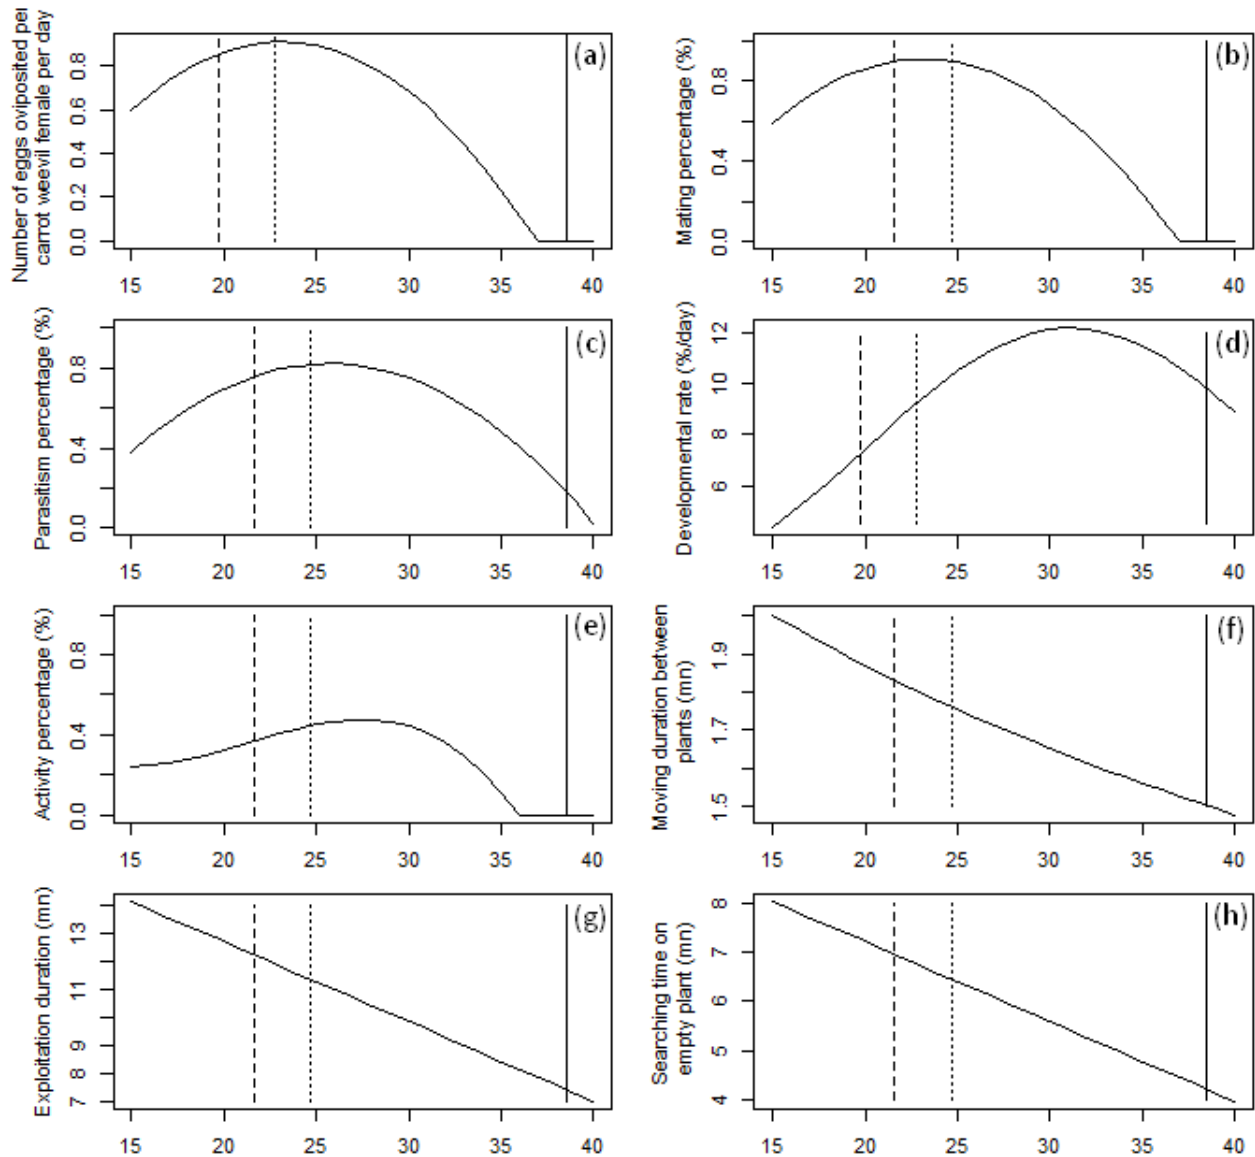 Number of eggs oviposited per
carrot weevil female per day
0.0 0.2 0.4 0.6 0.8
(a)
15 20 25 30 35 40
Mating percentage (%)
0.0 0.4 0.8
(b)
15 20 25 30 35 40
Parasitism percentage (%)
0.0 0.4 0.8
(c)
15 20 25 30 35 40
Developmental rate (%/day)
6 8 10 12
(d)
15 20 25 30 35 40
Activity percentage (%)
0.0 0.4 0.8
(e)
15 20 25 30 35 40
Moving duration between
plants (mn)
1.5 1.7 1.9
(f)
15 20 25 30 35 40
Exploitation duration (mn)
7 9 11 13
(g)
15 20 25 30 35 40
Searching time on
empty plant (mn)
4 5 6 7 8
(h)
15 20 25 30 35 40